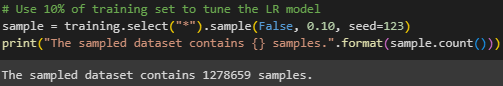 # Use 10% of training set to tune the LR model
sample = training.select("*").sample(False, 0.10, seed=123)
print("The sampled dataset contains {} samples.".format(sample.count()))
The sampled dataset contains 1278659 samples.